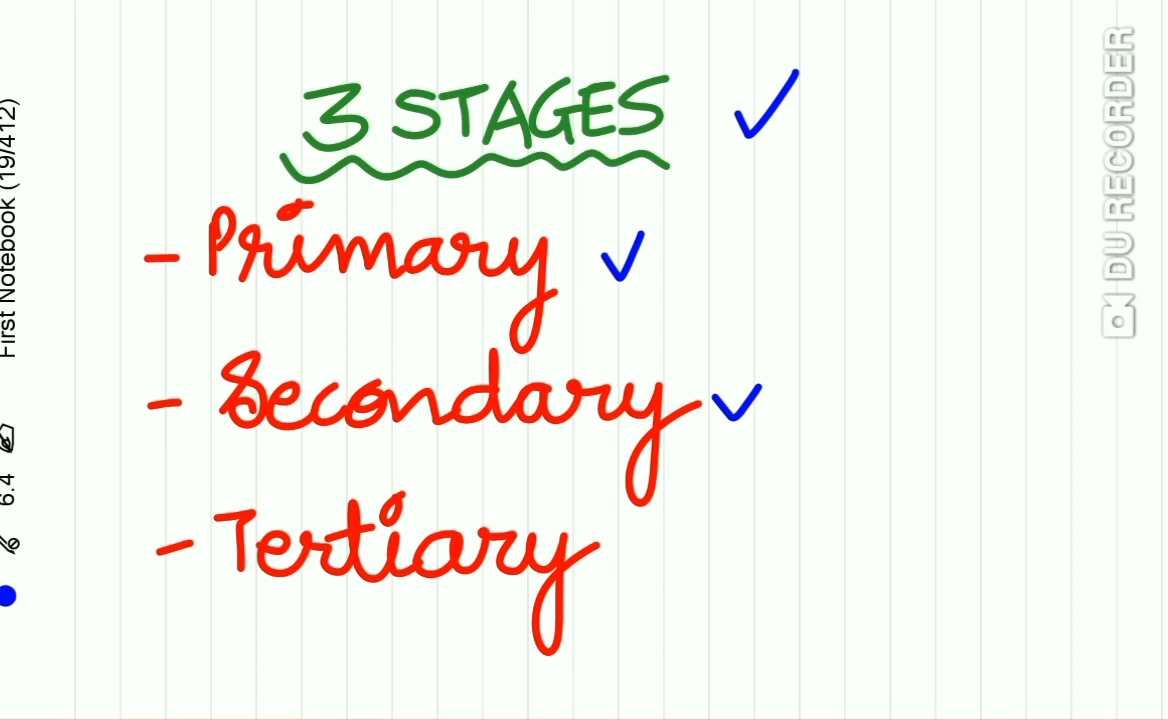 3 STAGES
- Primary
- Secondary
- Tertiary
First Notebook (19/412)
6.4
DU RECORDER